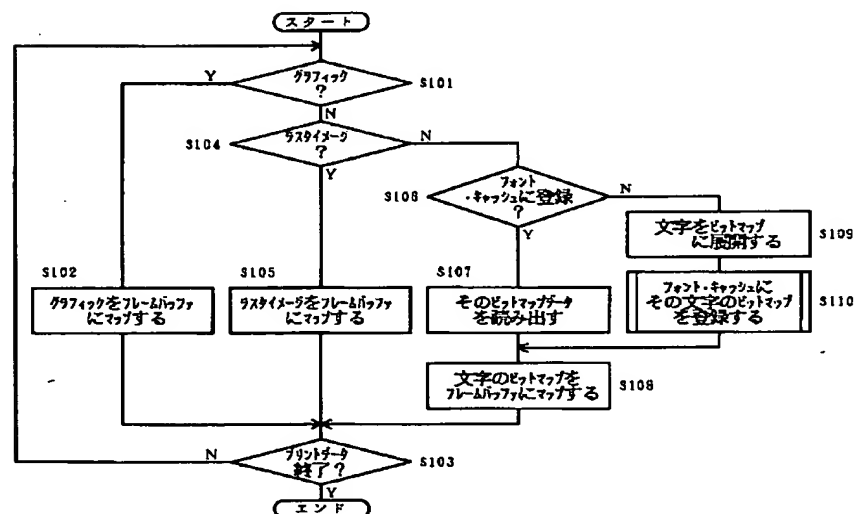 スタート
グラフィック
?
Y
S101
N
ラスタイメージ
?
S104
N
Y
フォント
・キャッシュに登録
?
S106
N
Y
文字をビットマップ
に展開する
S109
S102
グラフィックをフレームバッファ
にマップする
S105
ラスタイメージをフレームバッファ
にマップする
S107
そのビットマップデータ
を読み出す
フォント・キャッシュに
その文字のビットマップ
を登録する
S110
文字のビットマップを
フレームバッファにマップする
S108
プリントデータ
終了?
N
S103
Y
エンド